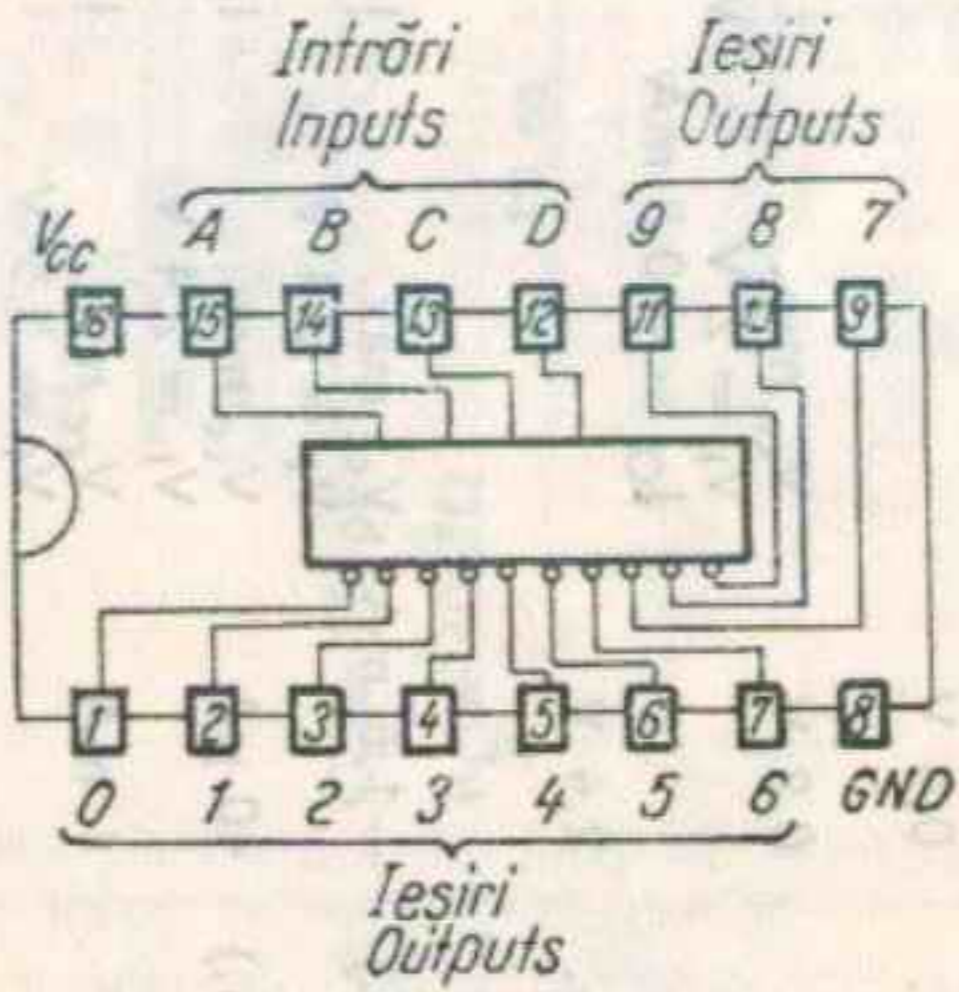 Intrări
Inputs
Ieșiri
Outputs
Vcc A B C D 9 8 7
16 15 14 13 12 11 10 9
1 2 3 4 5 6 7 8
0 1 2 3 4 5 6 GND
Ieșiri
Outputs